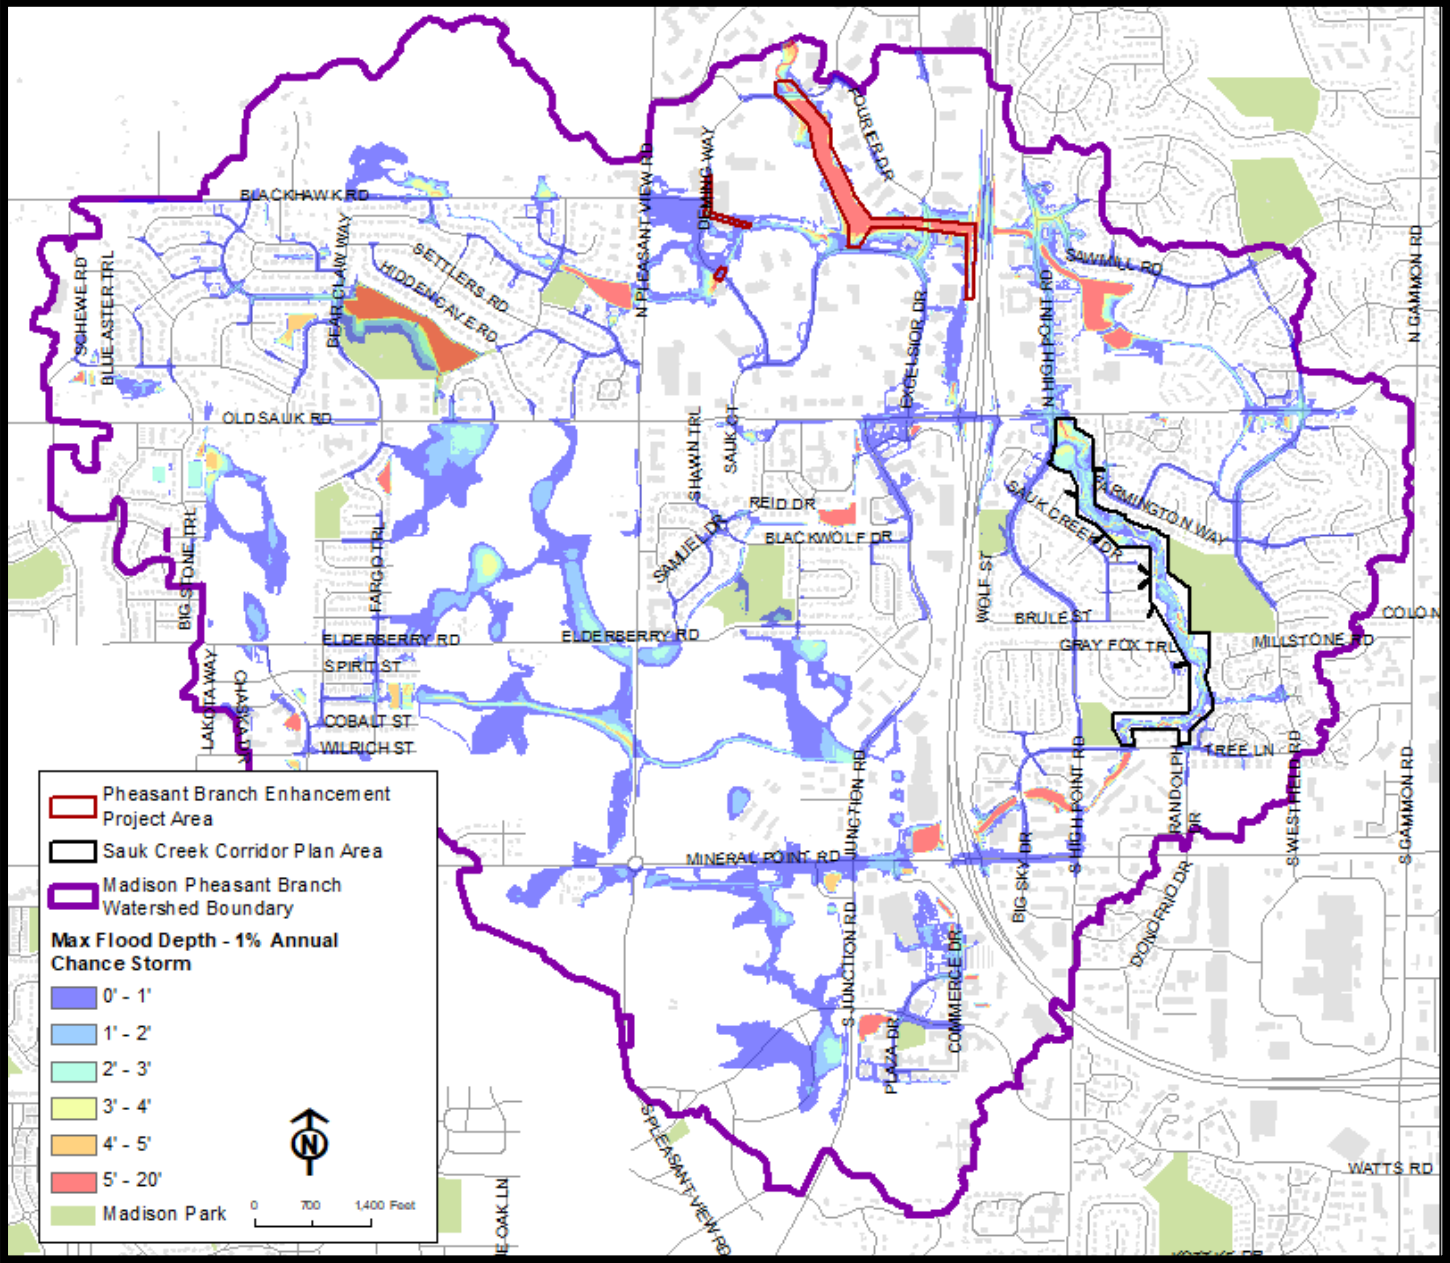 FOURIER DR
DEMING WAY
N PLEASANT VIEW RD
BLACKHAWK RD
BEAR CLAW WAY
SETTLERS RD
HIDDEN CAVE RD
SCHEWE RD
BLUE ASTER TRL
SAWMILL RD
N HIGH POINT RD
N GAMMON RD
EXCELSIOR DR
OLD SAUK RD
SHAWN TRL
SAUK CT
REID DR
BLACKWOLF DR
SAMUEL DR
FARMINGTON WAY
SAUK CREEK DR
WOLF ST
BIG STONE TRL
FARGO TRL
BRULE ST
GRAY FOX TRL
MILLSTONE RD
COLON
ELDERBERRY RD
ELDERBERRY RD
SPIRIT ST
COBALT ST
WILRICH ST
LAKOTA WAY
CHASKA DR
TREE LN
RANDOLPH DR
S HIGH POINT RD
S WESTFIELD RD
S GAMMON RD
JUNCTION RD
MINERAL POINT RD
BIG SKY DR
DONOFRIO DR
S JUNCTION RD
COMMERCE DR
PLAZA DR
S PLEASANT VIEW RD
WATTS RD
E OAK LN
Pheasant Branch Enhancement
Project Area
Sauk Creek Corridor Plan Area
Madison Pheasant Branch
Watershed Boundary
Max Flood Depth - 1% Annual
Chance Storm
0' - 1'
1' - 2'
2' - 3'
3' - 4'
4' - 5'
5' - 20'
Madison Park
N
0 700 1,400 Feet